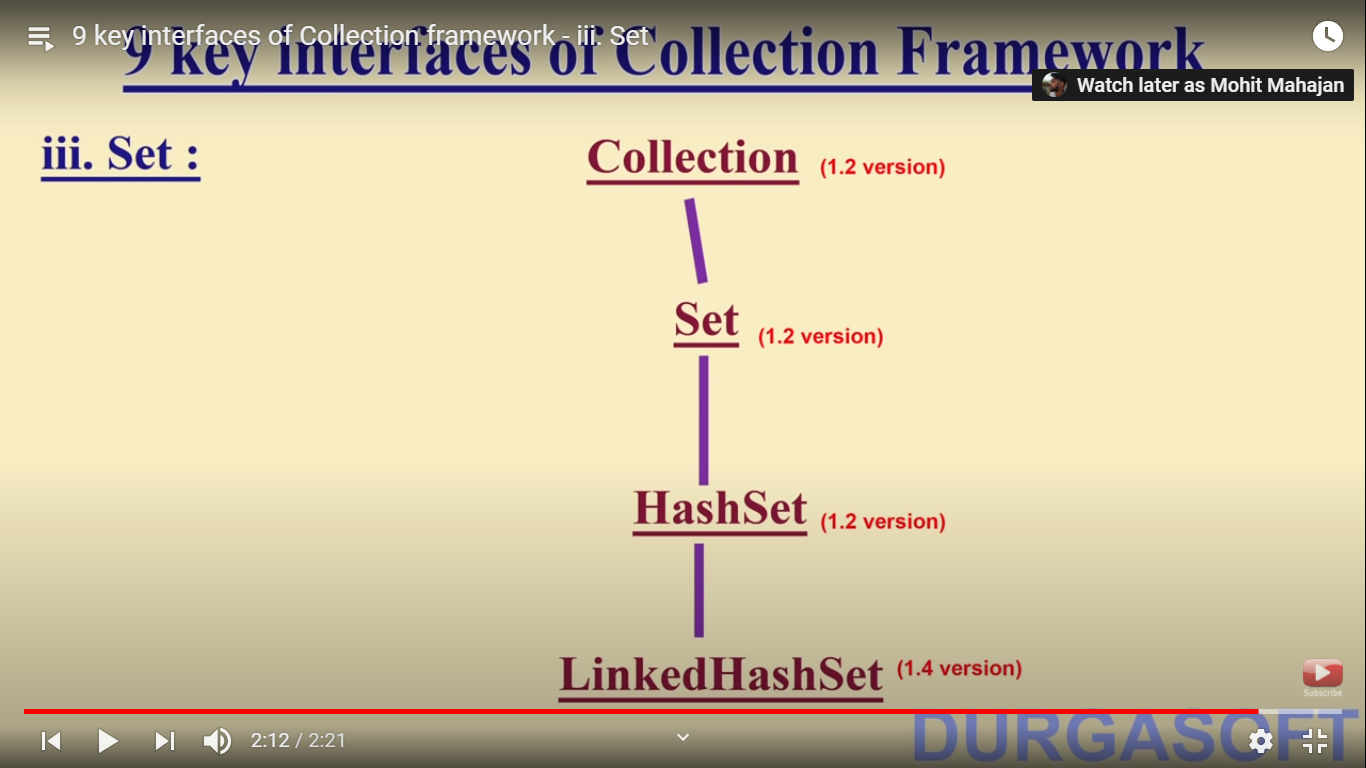 9 key interfaces of Collection framework - iii. Set
9 key interfaces of Collection Framework
Watch later as Mohit Mahajan
iii. Set :
Collection (1.2 version)
Set (1.2 version)
HashSet (1.2 version)
LinkedHashSet (1.4 version)
Subscribe
DURGASOFT
2:12 / 2:21